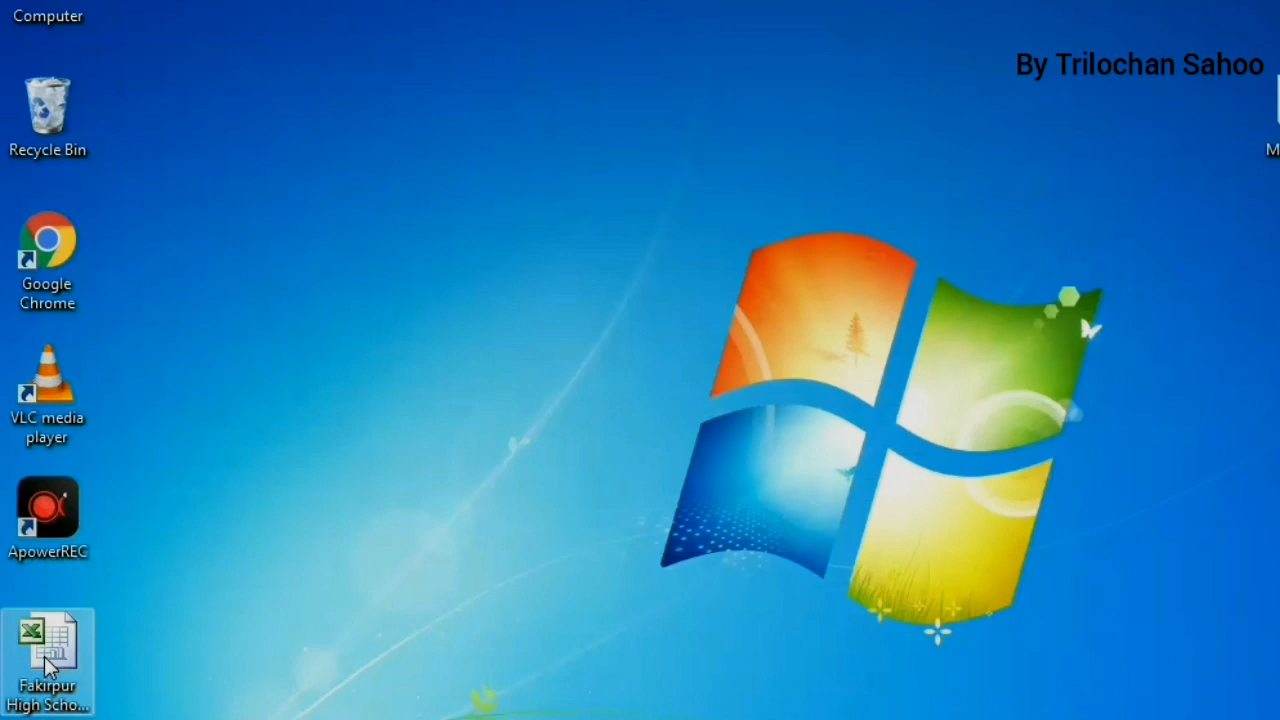 Computer
By Trilochan Sahoo
Recycle Bin
Google
Chrome
VLC media
player
ApowerREC
Fakirpur
High Scho...